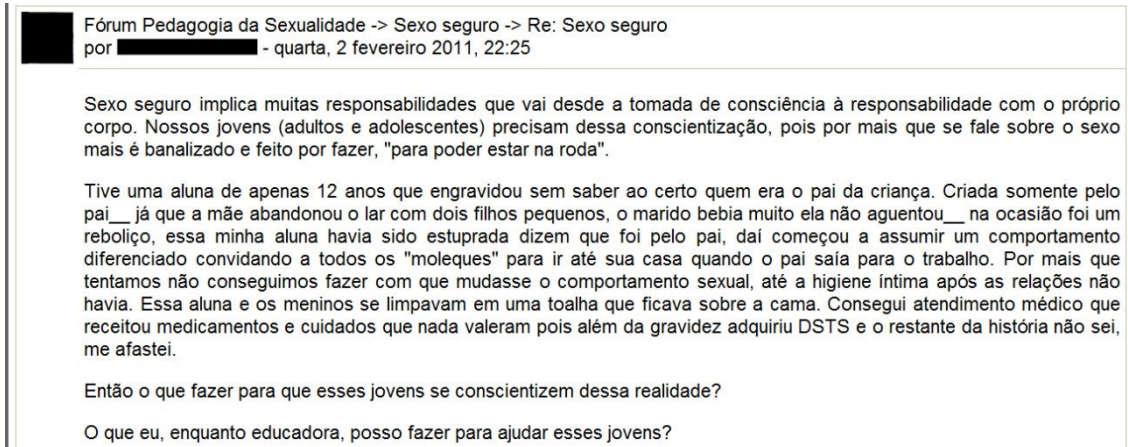 Fórum Pedagogia da Sexualidade -> Sexo seguro -> Re: Sexo seguro
por - quarta, 2 fevereiro 2011, 22:25
Sexo seguro implica muitas responsabilidades que vai desde a tomada de consciência à responsabilidade com o próprio
corpo. Nossos jovens (adultos e adolescentes) precisam dessa conscientização, pois por mais que se fale sobre o sexo
mais é banalizado e feito por fazer, "para poder estar na roda".
Tive uma aluna de apenas 12 anos que engravidou sem saber ao certo quem era o pai da criança. Criada somente pelo
pai__ já que a mãe abandonou o lar com dois filhos pequenos, o marido bebia muito ela não aguentou__ na ocasião foi um
reboliço, essa minha aluna havia sido estuprada dizem que foi pelo pai, daí começou a assumir um comportamento
diferenciado convidando a todos os "moleques" para ir até sua casa quando o pai saía para o trabalho. Por mais que
tentamos não conseguimos fazer com que mudasse o comportamento sexual, até a higiene íntima após as relações não
havia. Essa aluna e os meninos se limpavam em uma toalha que ficava sobre a cama. Consegui atendimento médico que
receitou medicamentos e cuidados que nada valeram pois além da gravidez adquiriu DSTS e o restante da história não sei,
me afastei.
Então o que fazer para que esses jovens se conscientizem dessa realidade?
O que eu, enquanto educadora, posso fazer para ajudar esses jovens?